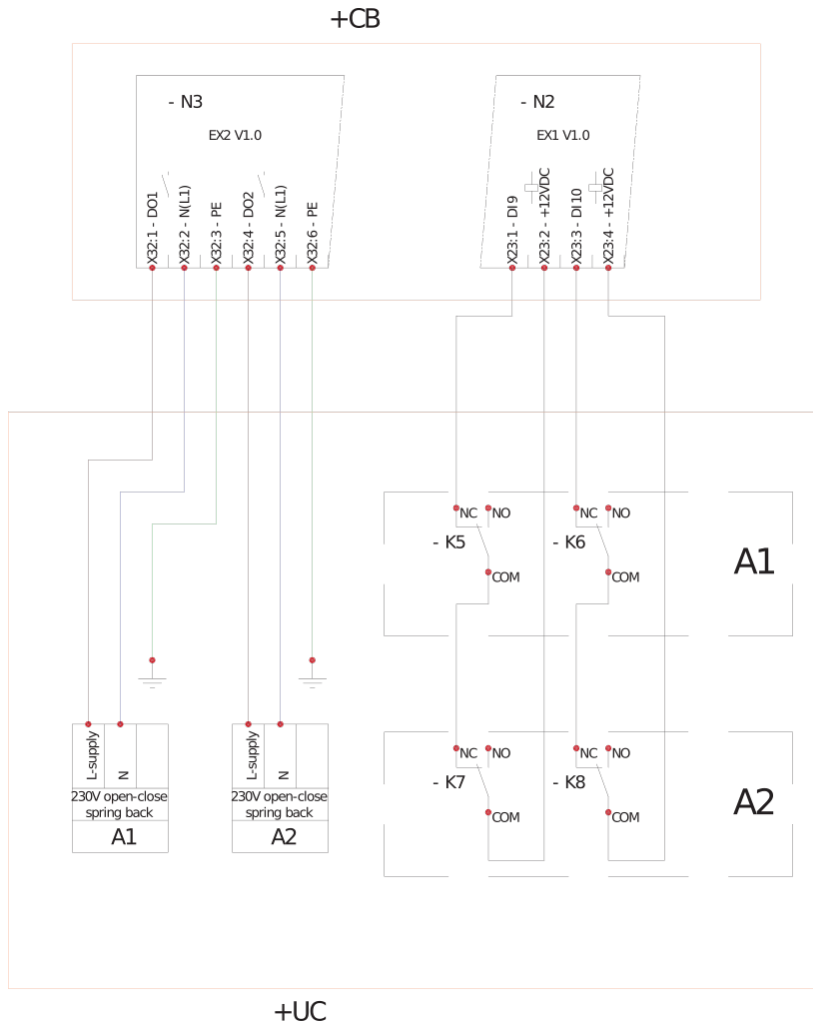 +CB
- N3
EX2 V1.0
X32:1 - DO1
X32:2 - N(L1)
X32:3 - PE
X32:4 - DO2
X32:5 - N(L1)
X32:6 - PE
- N2
EX1 V1.0
X23:1 - DI9
X23:2 - +12VDC
X23:3 - DI10
X23:4 - +12VDC
NC NO
- K5
COM
NC NO
- K6
COM
A1
NC NO
- K7
COM
NC NO
- K8
COM
A2
L-supply
N
230V open-close
spring back
A1
L-supply
N
230V open-close
spring back
A2
+UC